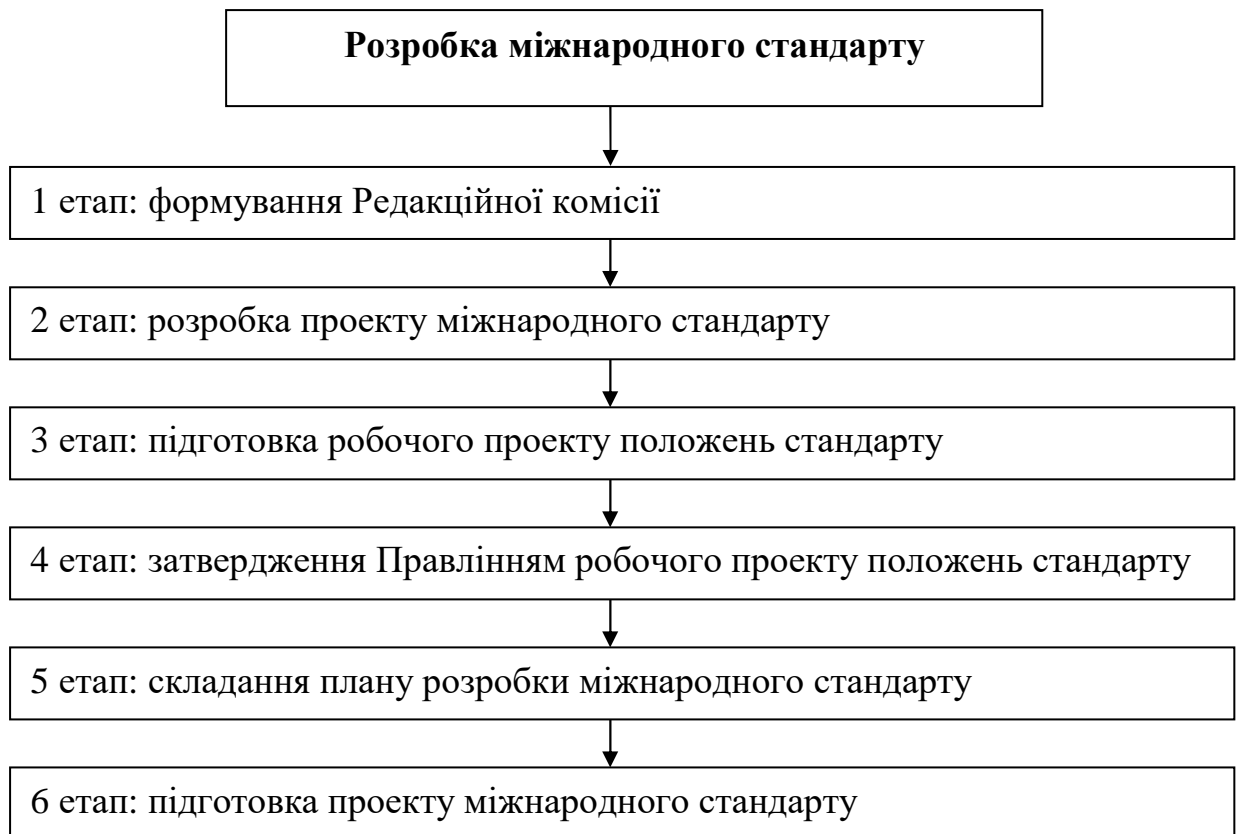 Розробка міжнародного стандарту
1 етап: формування Редакційної комісії
2 етап: розробка проекту міжнародного стандарту
3 етап: підготовка робочого проекту положень стандарту
4 етап: затвердження Правлінням робочого проекту положень стандарту
5 етап: складання плану розробки міжнародного стандарту
6 етап: підготовка проекту міжнародного стандарту